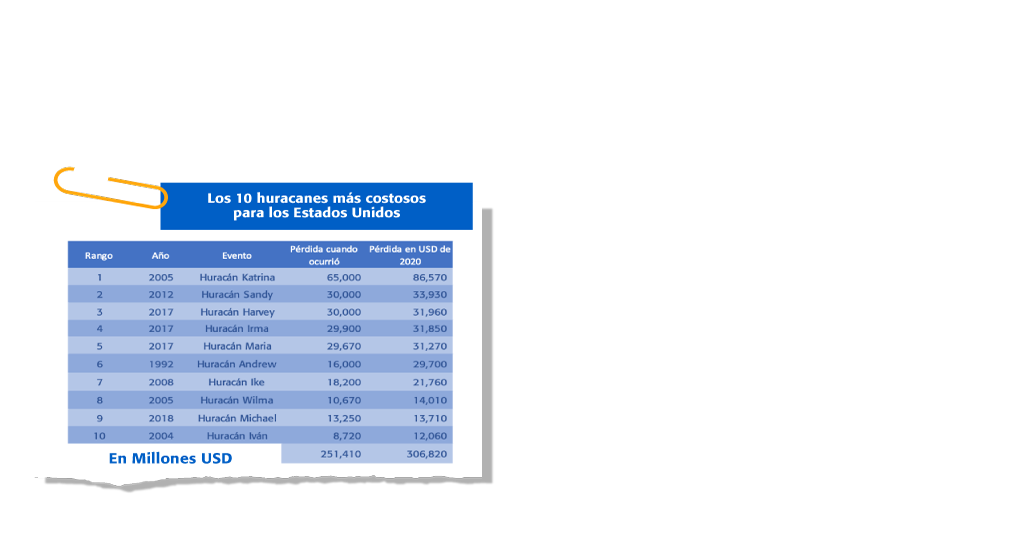 Los 10 huracanes más costosos
para los Estados Unidos
Rango Año Evento Pérdida cuando ocurrió Pérdida en USD de 2020
1 2005 Huracán Katrina 65,000 86,570
2 2012 Huracán Sandy 30,000 33,930
3 2017 Huracán Harvey 30,000 31,960
4 2017 Huracán Irma 29,900 31,850
5 2017 Huracán Maria 29,670 31,270
6 1992 Huracán Andrew 16,000 29,700
7 2008 Huracán Ike 18,200 21,760
8 2005 Huracán Wilma 10,670 14,010
9 2018 Huracán Michael 13,250 13,710
10 2004 Huracán Iván 8,720 12,060
En Millones USD 251,410 306,820